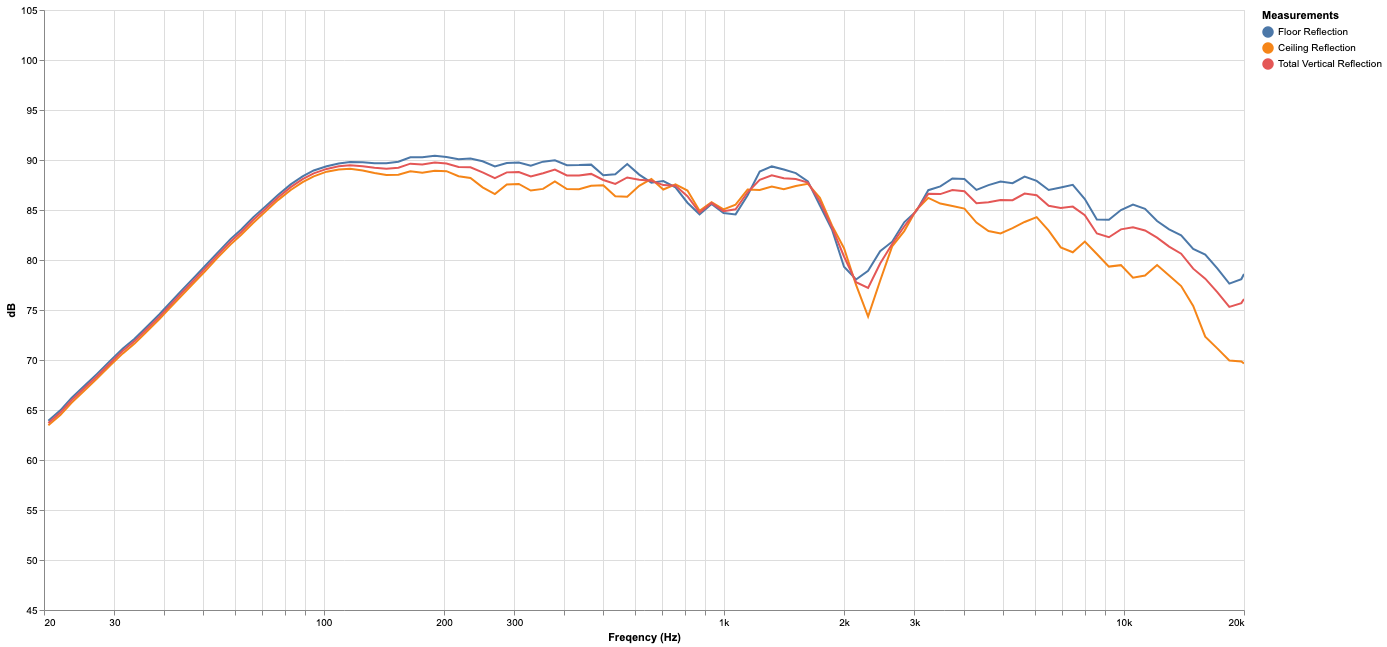 Measurements
Floor Reflection
Ceiling Reflection
Total Vertical Reflection
105
100
95
90
85
80
75
70
65
60
55
50
45
dB
20 30 100 200 300 1k 2k 3k 10k 20k
Freqency (Hz)